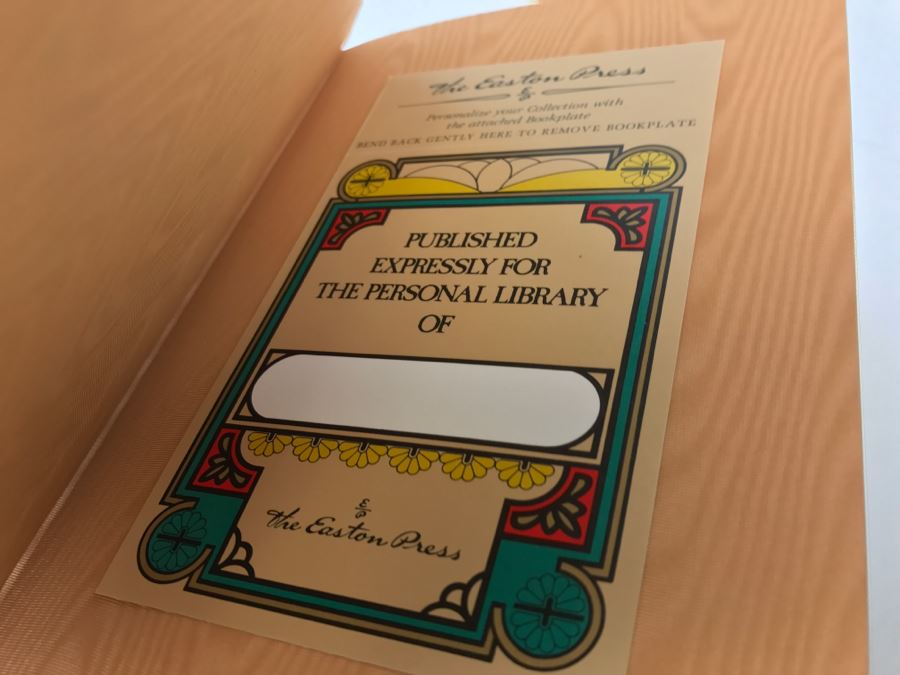 the Easton Press
E
P
Personalize your Collection with
the attached Bookplate
BEND BACK GENTLY HERE TO REMOVE BOOKPLATE
PUBLISHED
EXPRESSLY FOR
THE PERSONAL LIBRARY
OF
E
P
the Easton Press